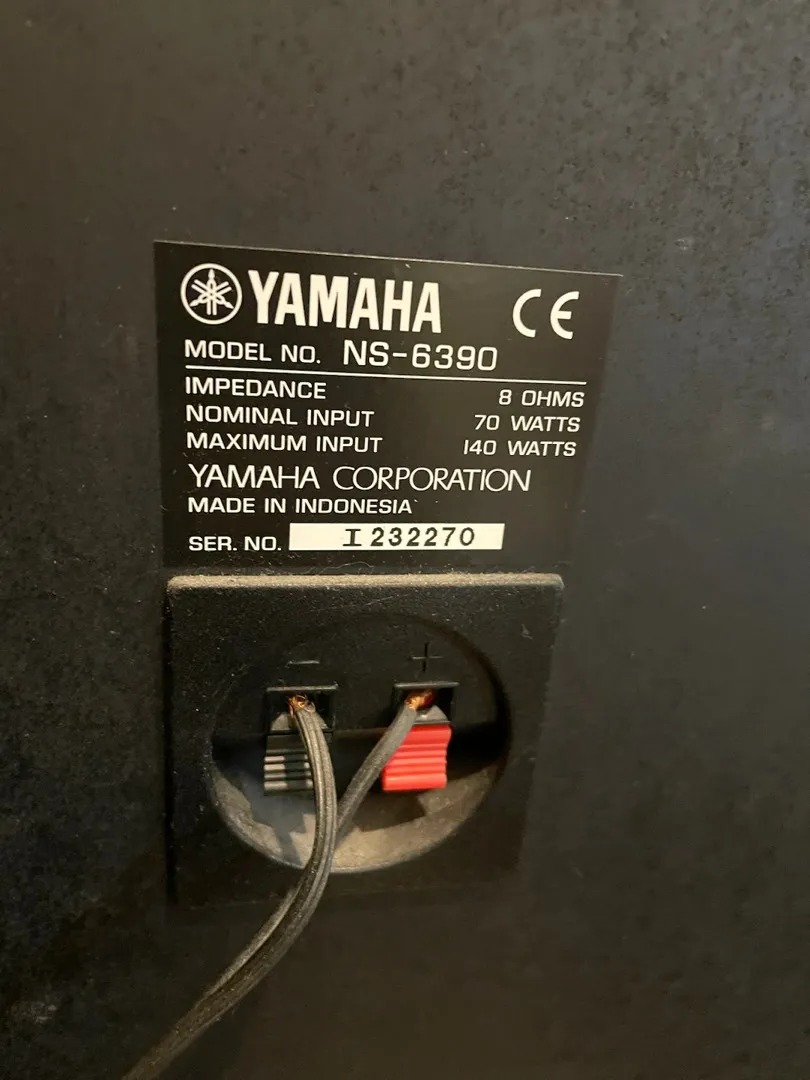 YAMAHA CE
MODEL NO. NS-6390
IMPEDANCE 8 OHMS
NOMINAL INPUT 70 WATTS
MAXIMUM INPUT 140 WATTS
YAMAHA CORPORATION
MADE IN INDONESIA
SER. NO. I 232270
− +